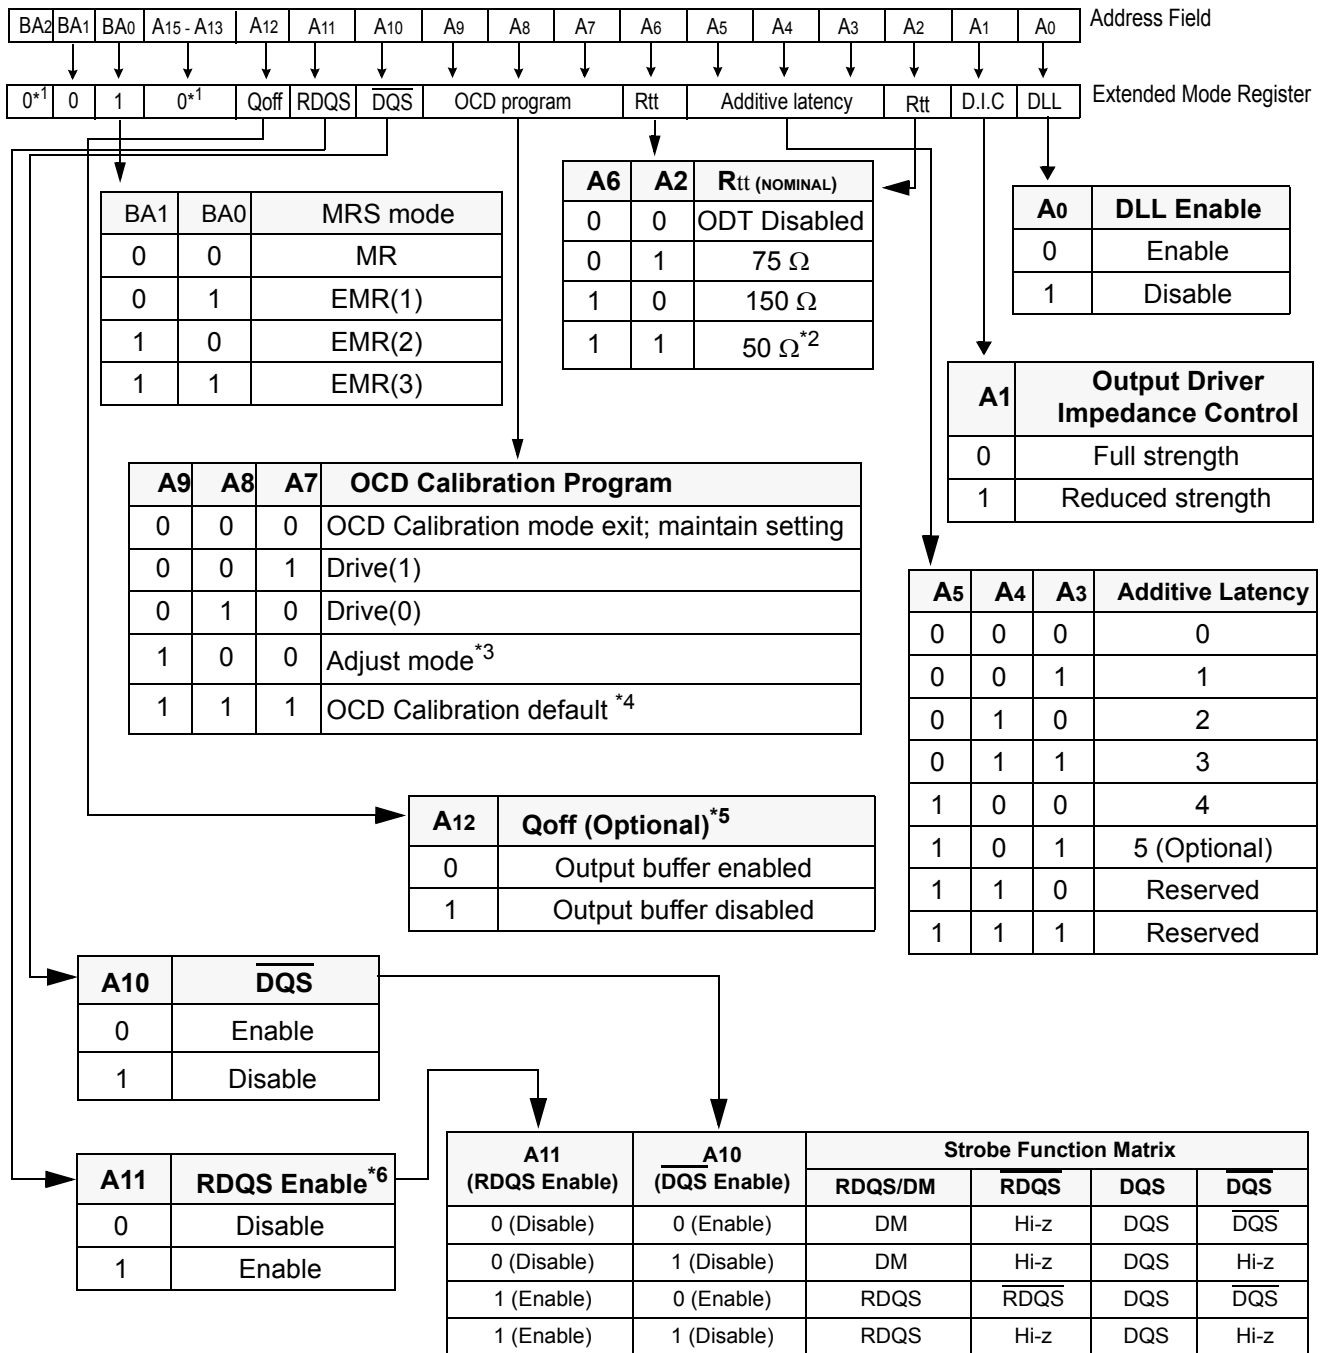 BA2 BA1 BA0 A15 - A13 A12 A11 A10 A9 A8 A7 A6 A5 A4 A3 A2 A1 A0 Address Field
0*1 0 1 0*1 Qoff RDQS D̅Q̅S̅ OCD program Rtt Additive latency Rtt D.I.C DLL Extended Mode Register
BA1 BA0 MRS mode
0 0 MR
0 1 EMR(1)
1 0 EMR(2)
1 1 EMR(3)
A6 A2 Rtt (NOMINAL)
0 0 ODT Disabled
0 1 75 Ω
1 0 150 Ω
1 1 50 Ω*2
A0 DLL Enable
0 Enable
1 Disable
A1 Output Driver
Impedance Control
0 Full strength
1 Reduced strength
A9 A8 A7 OCD Calibration Program
0 0 0 OCD Calibration mode exit; maintain setting
0 0 1 Drive(1)
0 1 0 Drive(0)
1 0 0 Adjust mode*3
1 1 1 OCD Calibration default *4
A5 A4 A3 Additive Latency
0 0 0 0
0 0 1 1
0 1 0 2
0 1 1 3
1 0 0 4
1 0 1 5 (Optional)
1 1 0 Reserved
1 1 1 Reserved
A12 Qoff (Optional)*5
0 Output buffer enabled
1 Output buffer disabled
A10 D̅Q̅S̅
0 Enable
1 Disable
A11 RDQS Enable*6
0 Disable
1 Enable
A11 A10 Strobe Function Matrix
(RDQS Enable) (D̅Q̅S̅ Enable) RDQS/DM R̅D̅Q̅S̅ DQS D̅Q̅S̅
0 (Disable) 0 (Enable) DM Hi-z DQS D̅Q̅S̅
0 (Disable) 1 (Disable) DM Hi-z DQS Hi-z
1 (Enable) 0 (Enable) RDQS R̅D̅Q̅S̅ DQS D̅Q̅S̅
1 (Enable) 1 (Disable) RDQS Hi-z DQS Hi-z